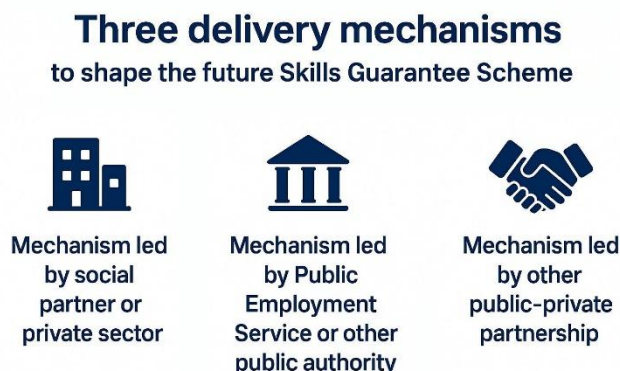 Three delivery mechanisms
to shape the future Skills Guarantee Scheme
Mechanism led
by social
partner or
private sector
Mechanism led
by Public
Employment
Service or other
public authority
Mechanism led
by other
public-private
partnership